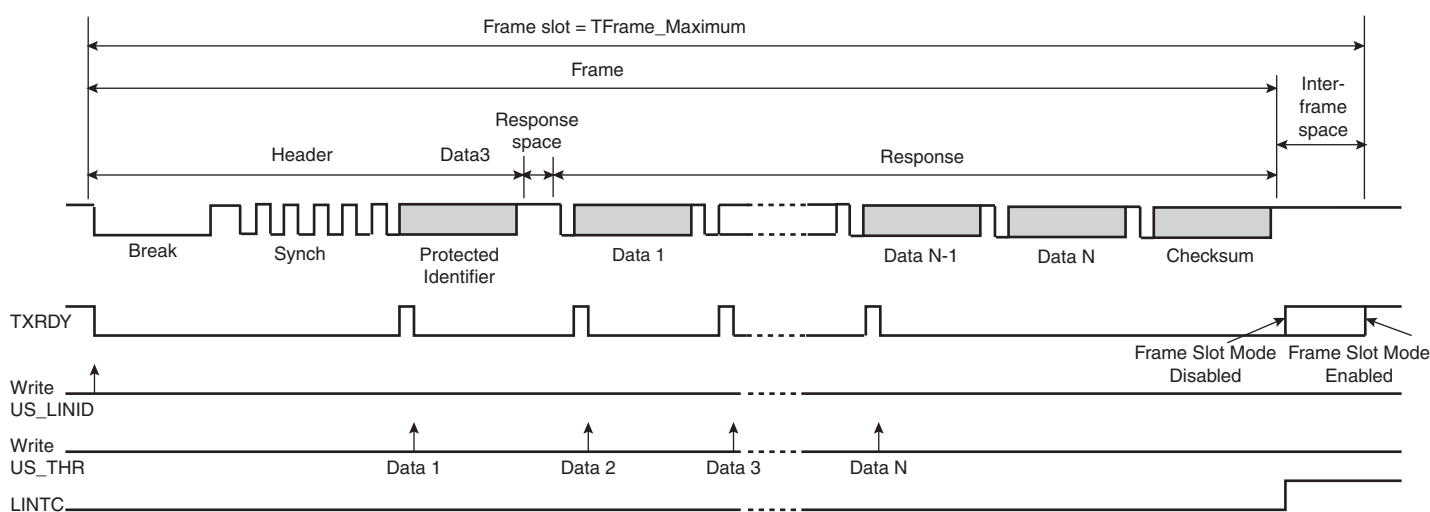 Frame slot = TFrame_Maximum
Frame
Inter-
frame
space
Response
space
Header
Data3
Response
Break
Synch
Protected
Identifier
Data 1
Data N-1
Data N
Checksum
TXRDY
Frame Slot Mode
Disabled
Frame Slot Mode
Enabled
Write
US_LINID
Write
US_THR
Data 1
Data 2
Data 3
Data N
LINTC